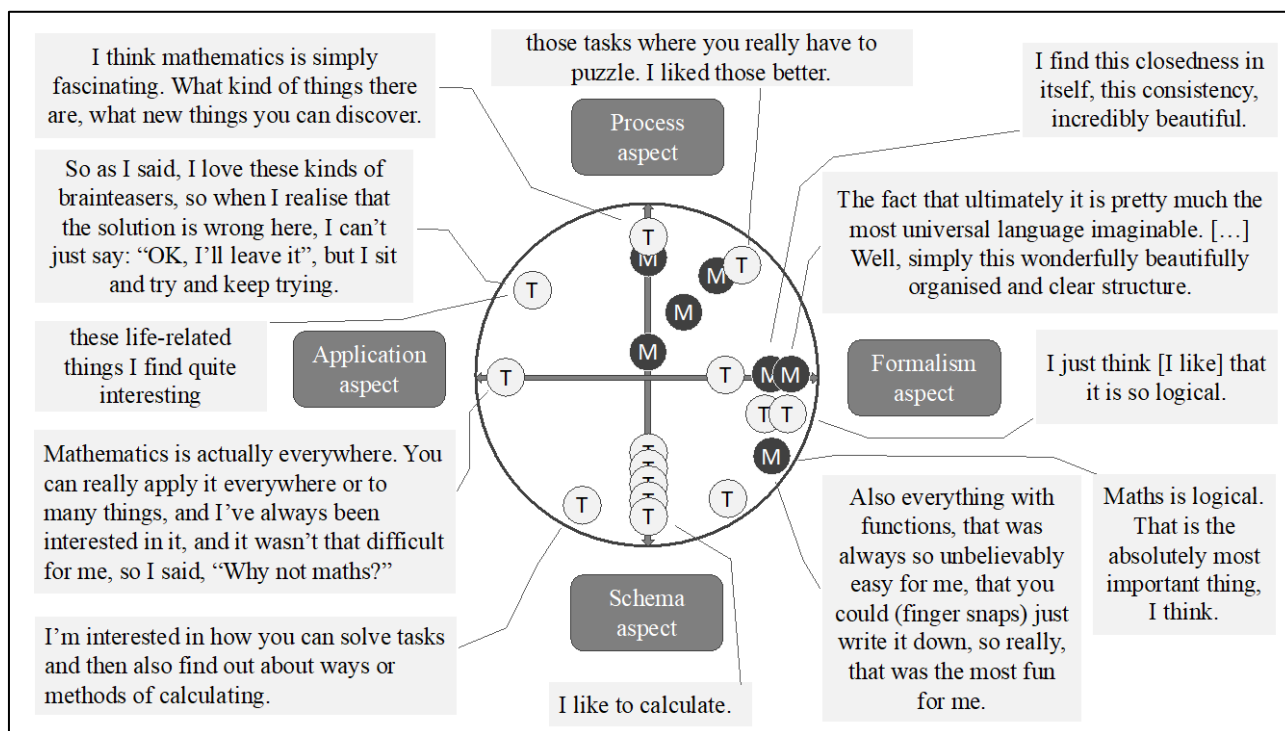 I think mathematics is simply
fascinating. What kind of things there
are, what new things you can discover.
those tasks where you really have to
puzzle. I liked those better.
I find this closedness in
itself, this consistency,
incredibly beautiful.
Process
aspect
So as I said, I love these kinds of
brainteasers, so when I realise that
the solution is wrong here, I can't
just say: “OK, I'll leave it”, but I sit
and try and keep trying.
The fact that ultimately it is pretty much the
most universal language imaginable. […]
Well, simply this wonderfully beautifully
organised and clear structure.
these life-related
things I find quite
interesting
Application
aspect
Formalism
aspect
I just think [I like] that
it is so logical.
T
M
M
T
T
M
M
T
T
M
M
T
T
M
T
T
T
T
T
T
T
T
Mathematics is actually everywhere. You
can really apply it everywhere or to
many things, and I've always been
interested in it, and it wasn't that difficult
for me, so I said, “Why not maths?”
Also everything with
functions, that was
always so unbelievably
easy for me, that you
could (finger snaps) just
write it down, so really,
that was the most fun
for me.
Maths is logical.
That is the
absolutely most
important thing,
I think.
Schema
aspect
I'm interested in how you can solve tasks
and then also find out about ways or
methods of calculating.
I like to calculate.